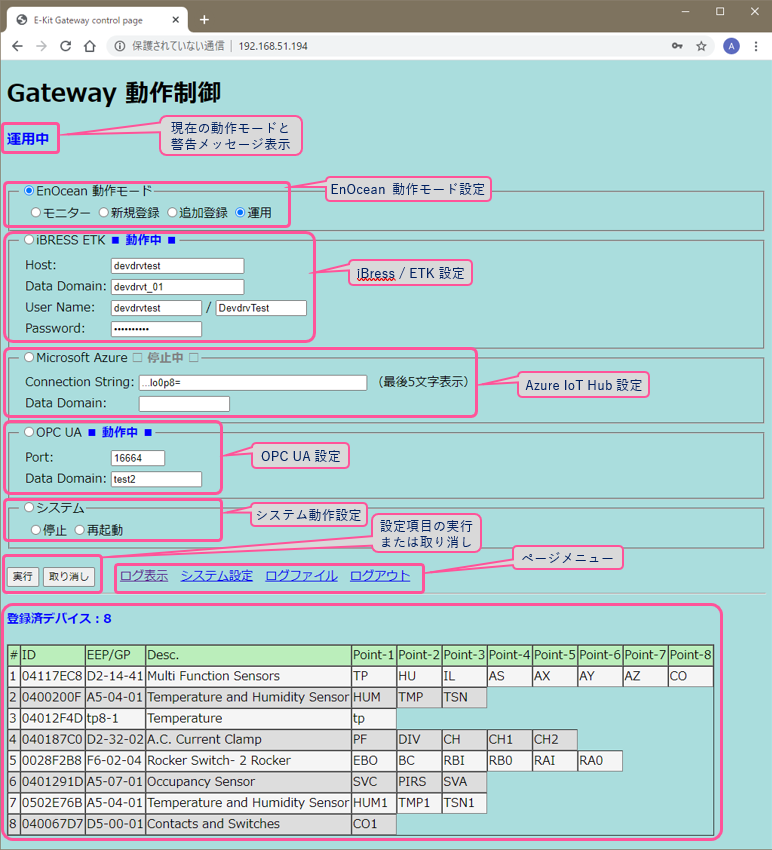 E-Kit Gateway control page
保護されていない通信 | 192.168.51.194
A
Gateway 動作制御
運用中
現在の動作モードと
警告メッセージ表示
EnOcean 動作モード
EnOcean 動作モード設定
モニター 新規登録 追加登録 運用
iBRESS ETK ■ 動作中 ■
iBress / ETK 設定
Host: devdrvtest
Data Domain: devdrvt_01
User Name: devdrvtest / DevdrvTest
Password: ••••••••••
Microsoft Azure □ 停止中 □
Connection String: ...Io0p8= (最後5文字表示)
Azure IoT Hub 設定
Data Domain:
OPC UA ■ 動作中 ■
OPC UA 設定
Port: 16664
Data Domain: test2
システム
システム動作設定
停止 再起動
設定項目の実行
または取り消し
ページメニュー
実行 取り消し ログ表示 システム設定 ログファイル ログアウト
登録済デバイス : 8
# ID EEP/GP Desc. Point-1 Point-2 Point-3 Point-4 Point-5 Point-6 Point-7 Point-8
1 04117EC8 D2-14-41 Multi Function Sensors TP HU IL AS AX AY AZ CO
2 0400200F A5-04-01 Temperature and Humidity Sensor HUM TMP TSN
3 04012F4D tp8-1 Temperature tp
4 040187C0 D2-32-02 A.C. Current Clamp PF DIV CH CH1 CH2
5 0028F2B8 F6-02-04 Rocker Switch- 2 Rocker EBO BC RBI RB0 RAI RA0
6 0401291D A5-07-01 Occupancy Sensor SVC PIRS SVA
7 0502E76B A5-04-01 Temperature and Humidity Sensor HUM1 TMP1 TSN1
8 040067D7 D5-00-01 Contacts and Switches CO1